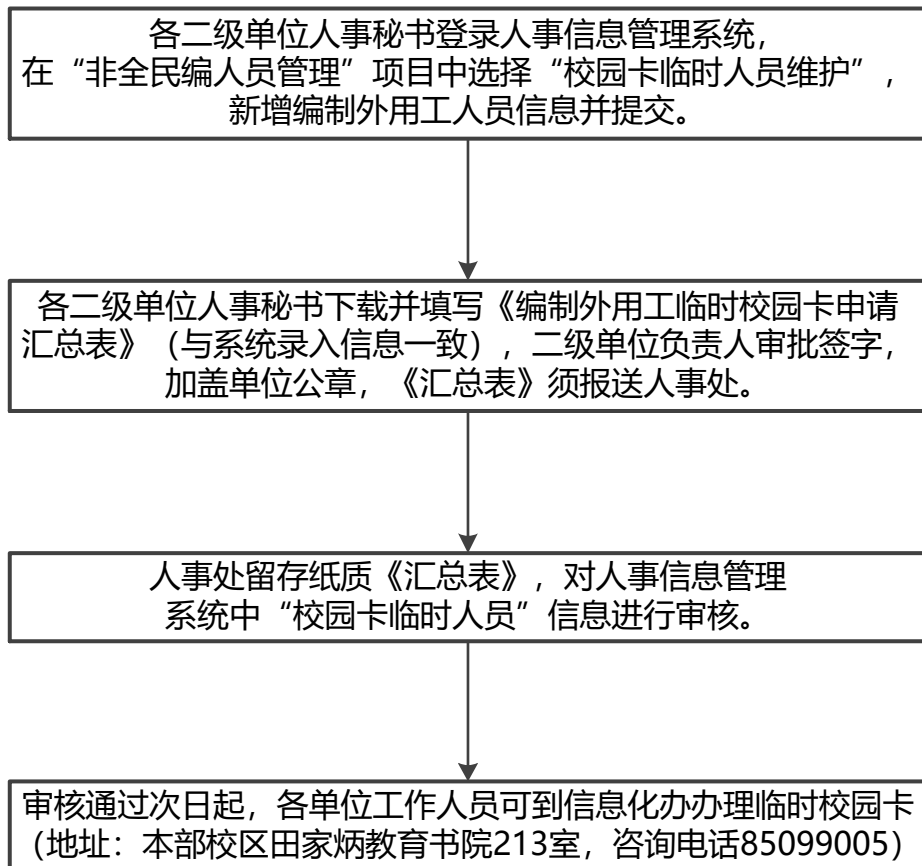 各二级单位人事秘书登录人事信息管理系统，
在“非全民编人员管理”项目中选择“校园卡临时人员维护”，
新增编制外用工人员信息并提交。
各二级单位人事秘书下载并填写《编制外用工临时校园卡申请
汇总表》（与系统录入信息一致），二级单位负责人审批签字，
加盖单位公章，《汇总表》须报送人事处。
人事处留存纸质《汇总表》，对人事信息管理
系统中“校园卡临时人员”信息进行审核。
审核通过次日起，各单位工作人员可到信息化办办理临时校园卡
（地址：本部校区田家炳教育书院213室，咨询电话85099005）